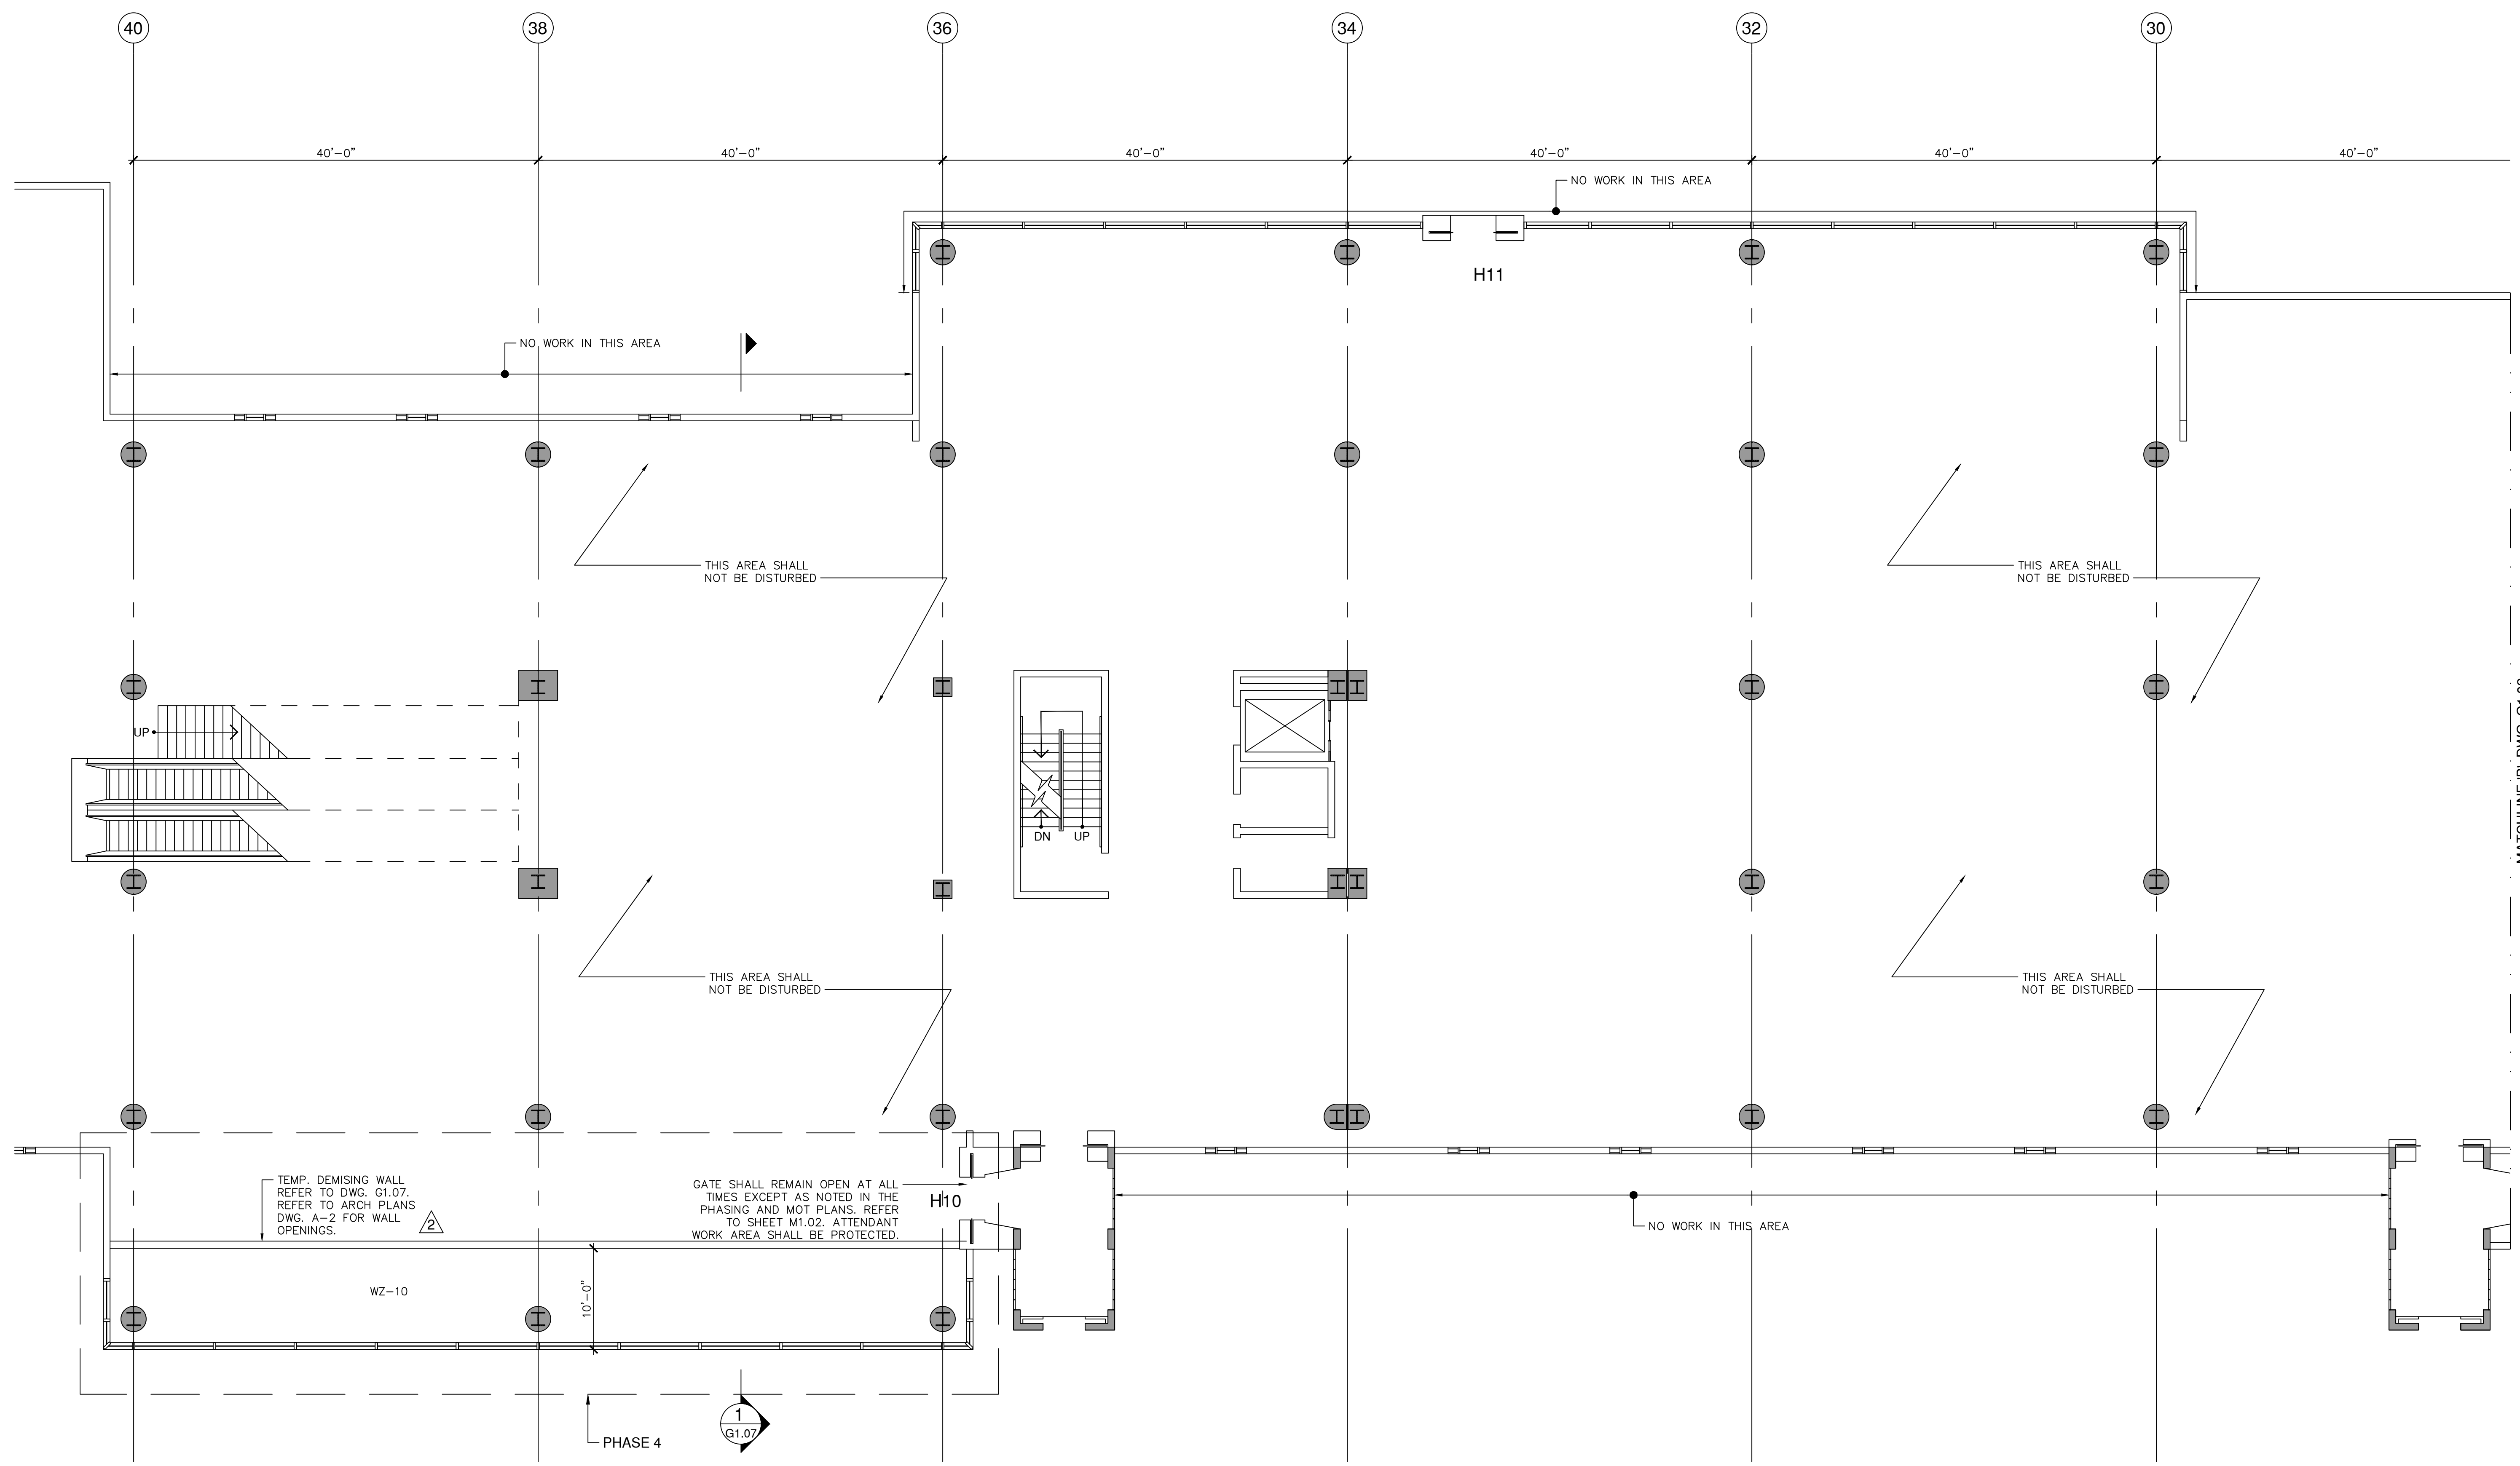 40
38
36
34
32
30
40'-0"
40'-0"
40'-0"
40'-0"
40'-0"
40'-0"
NO WORK IN THIS AREA
H11
NO WORK IN THIS AREA
THIS AREA SHALL
NOT BE DISTURBED
THIS AREA SHALL
NOT BE DISTURBED
UP
DN
UP
THIS AREA SHALL
NOT BE DISTURBED
THIS AREA SHALL
NOT BE DISTURBED
TEMP. DEMISING WALL
REFER TO DWG. G1.07.
REFER TO ARCH PLANS
DWG. A-2 FOR WALL
OPENINGS.
2
GATE SHALL REMAIN OPEN AT ALL
TIMES EXCEPT AS NOTED IN THE
PHASING AND MOT PLANS. REFER
TO SHEET M1.02. ATTENDANT
WORK AREA SHALL BE PROTECTED.
H10
NO WORK IN THIS AREA
WZ-10
10'-0"
1
G1.07
PHASE 4